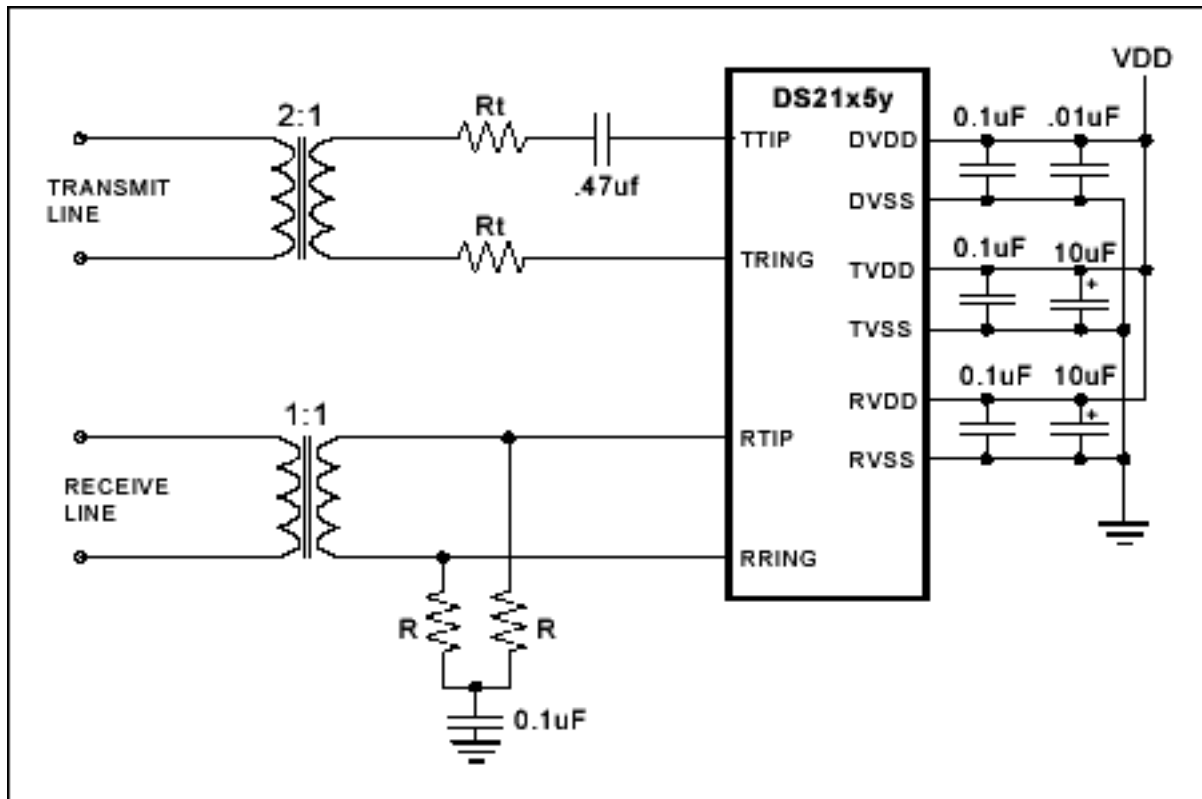 VDD
DS21x5y
2:1
Rt
.47uf
TTIP
DVDD
0.1uF
.01uF
TRANSMIT
LINE
DVSS
Rt
TRING
TVDD
0.1uF
10uF
+
TVSS
1:1
RTIP
RVDD
0.1uF
10uF
+
RECEIVE
LINE
RVSS
RRING
R
R
0.1uF